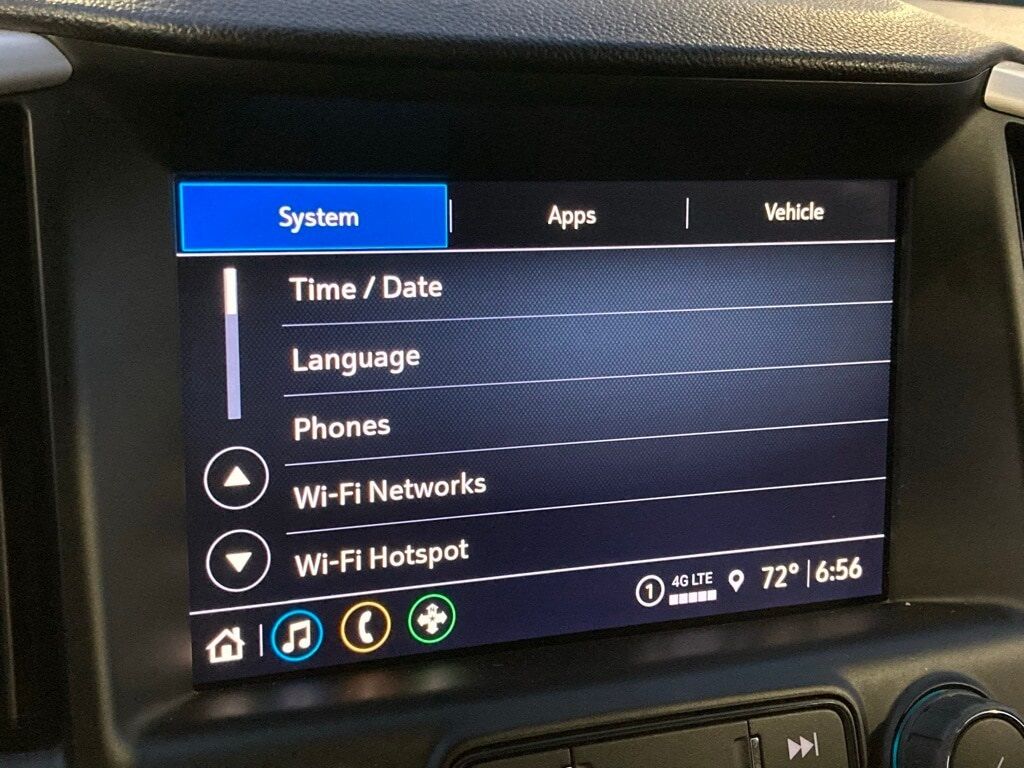 System Apps Vehicle
Time / Date
Language
Phones
Wi-Fi Networks
Wi-Fi Hotspot
1 4G LTE 72° 6:56
N